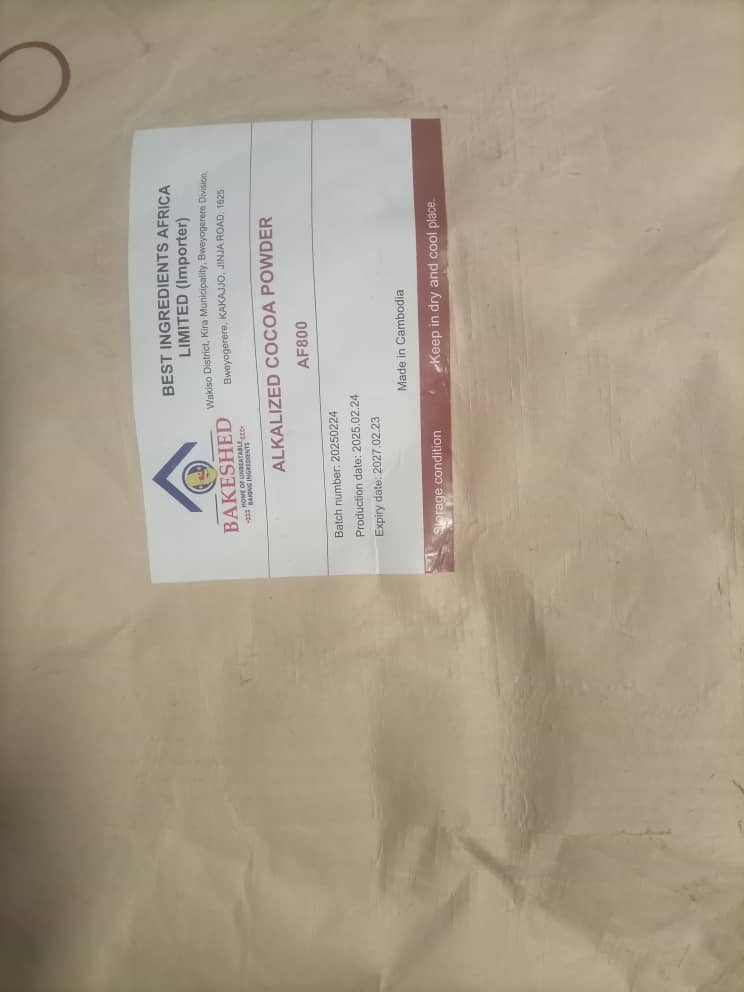 BEST INGREDIENTS AFRICA
LIMITED (Importer)
Wakiso District, Kira Municipality, Bweyogerere Division,
Bweyogerere, KAKAJJO, JINJA ROAD, 1625
BAKESHED
HOME OF UNBEATABLE
BAKING INGREDIENTS
ALKALIZED COCOA POWDER
AF800
Batch number: 20250224
Production date: 2025.02.24
Expiry date: 2027.02.23
Made in Cambodia
Storage condition Keep in dry and cool place.